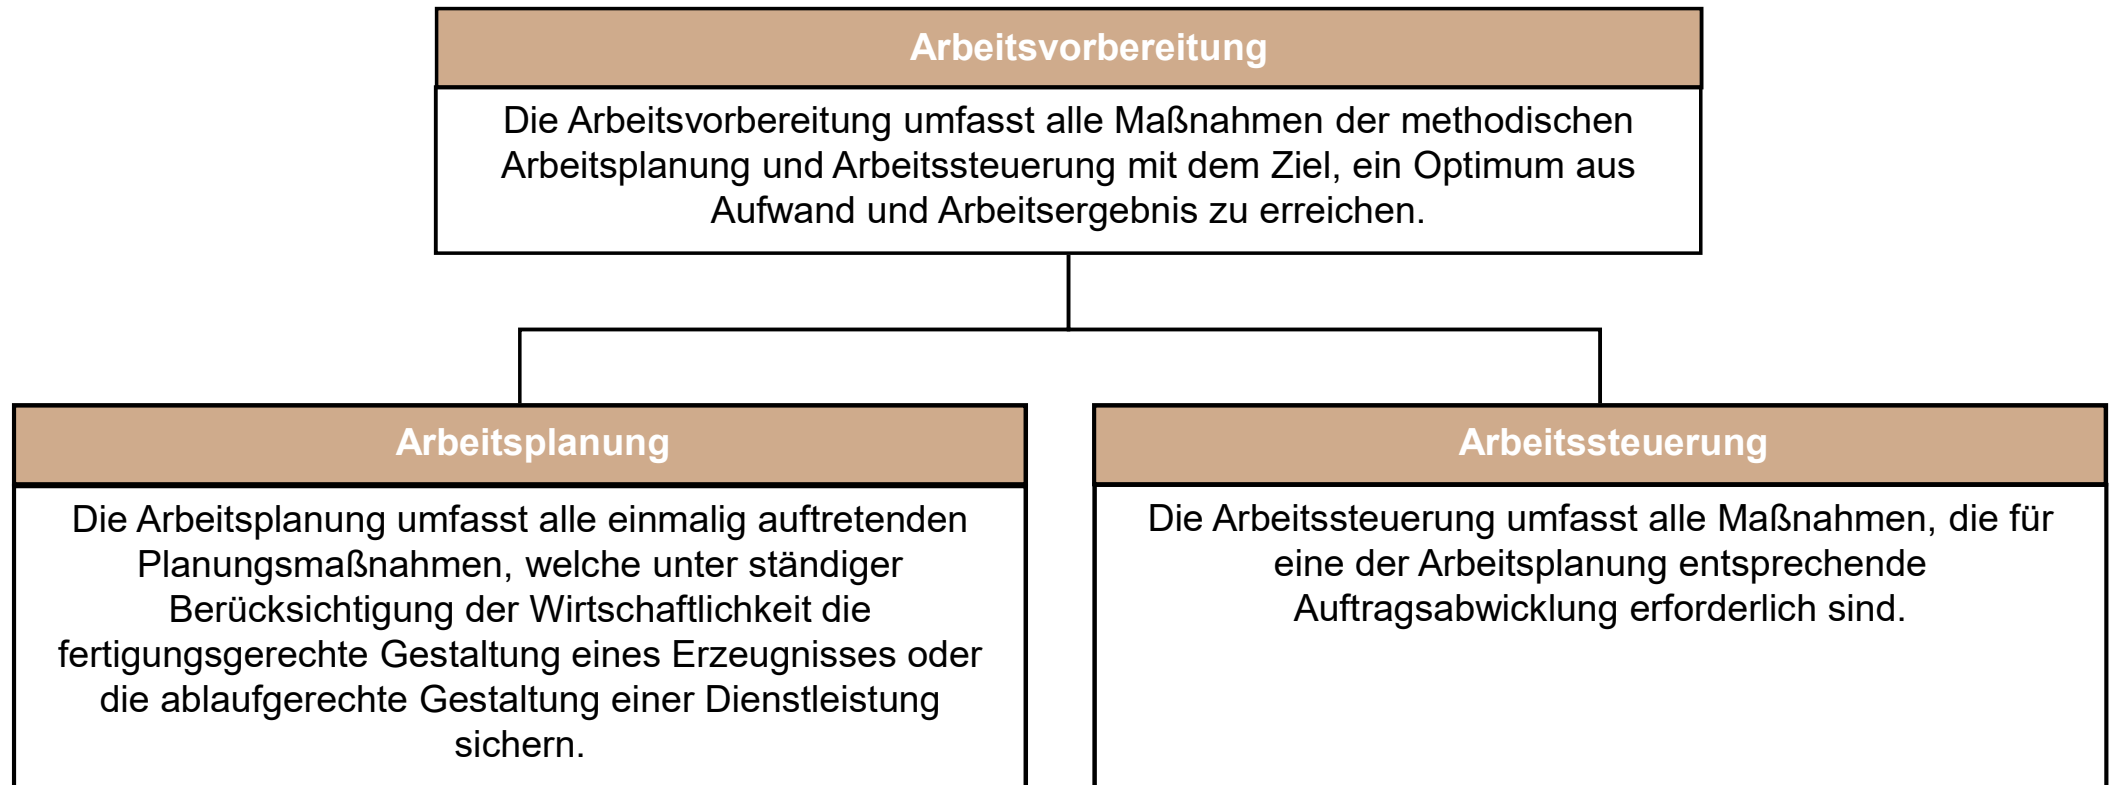 Arbeitsvorbereitung
Die Arbeitsvorbereitung umfasst alle Maßnahmen der methodischen
Arbeitsplanung und Arbeitssteuerung mit dem Ziel, ein Optimum aus
Aufwand und Arbeitsergebnis zu erreichen.
Arbeitsplanung
Die Arbeitsplanung umfasst alle einmalig auftretenden
Planungsmaßnahmen, welche unter ständiger
Berücksichtigung der Wirtschaftlichkeit die
fertigungsgerechte Gestaltung eines Erzeugnisses oder
die ablaufgerechte Gestaltung einer Dienstleistung
sichern.
Arbeitssteuerung
Die Arbeitssteuerung umfasst alle Maßnahmen, die für
eine der Arbeitsplanung entsprechende
Auftragsabwicklung erforderlich sind.